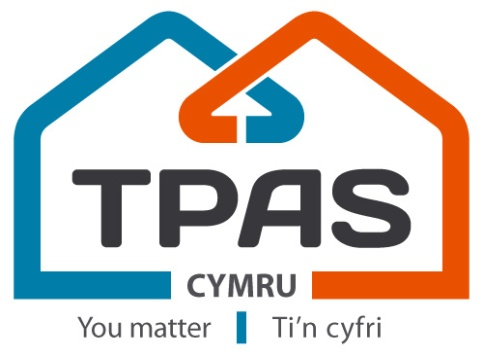 TPAS
CYMRU
You matter | Ti'n cyfri